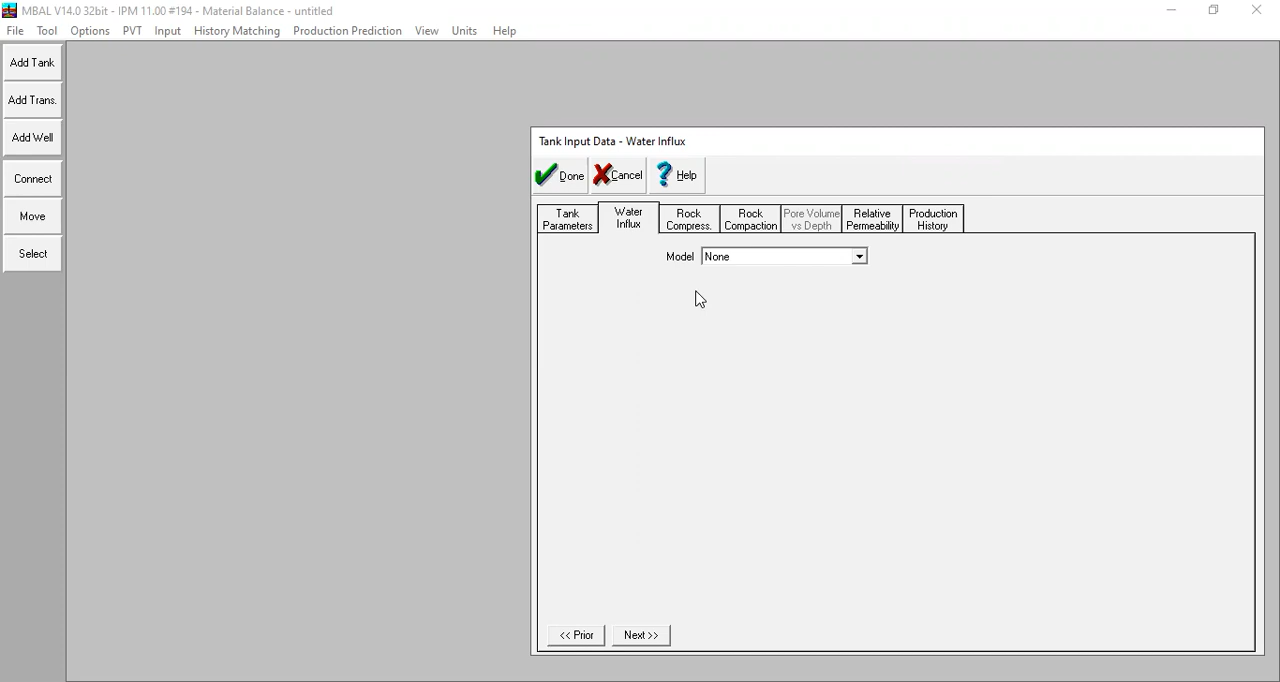 MBAL V14.0 32bit - IPM 11.00 #194 - Material Balance - untitled
File Tool Options PVT Input History Matching Production Prediction View Units Help
Add Tank
Add Trans.
Add Well
Connect
Move
Select
Tank Input Data - Water Influx
Done Cancel Help
Tank Parameters
Water Influx
Rock Compress.
Rock Compaction
Pore Volume vs Depth
Relative Permeability
Production History
Model None
<< Prior Next >>